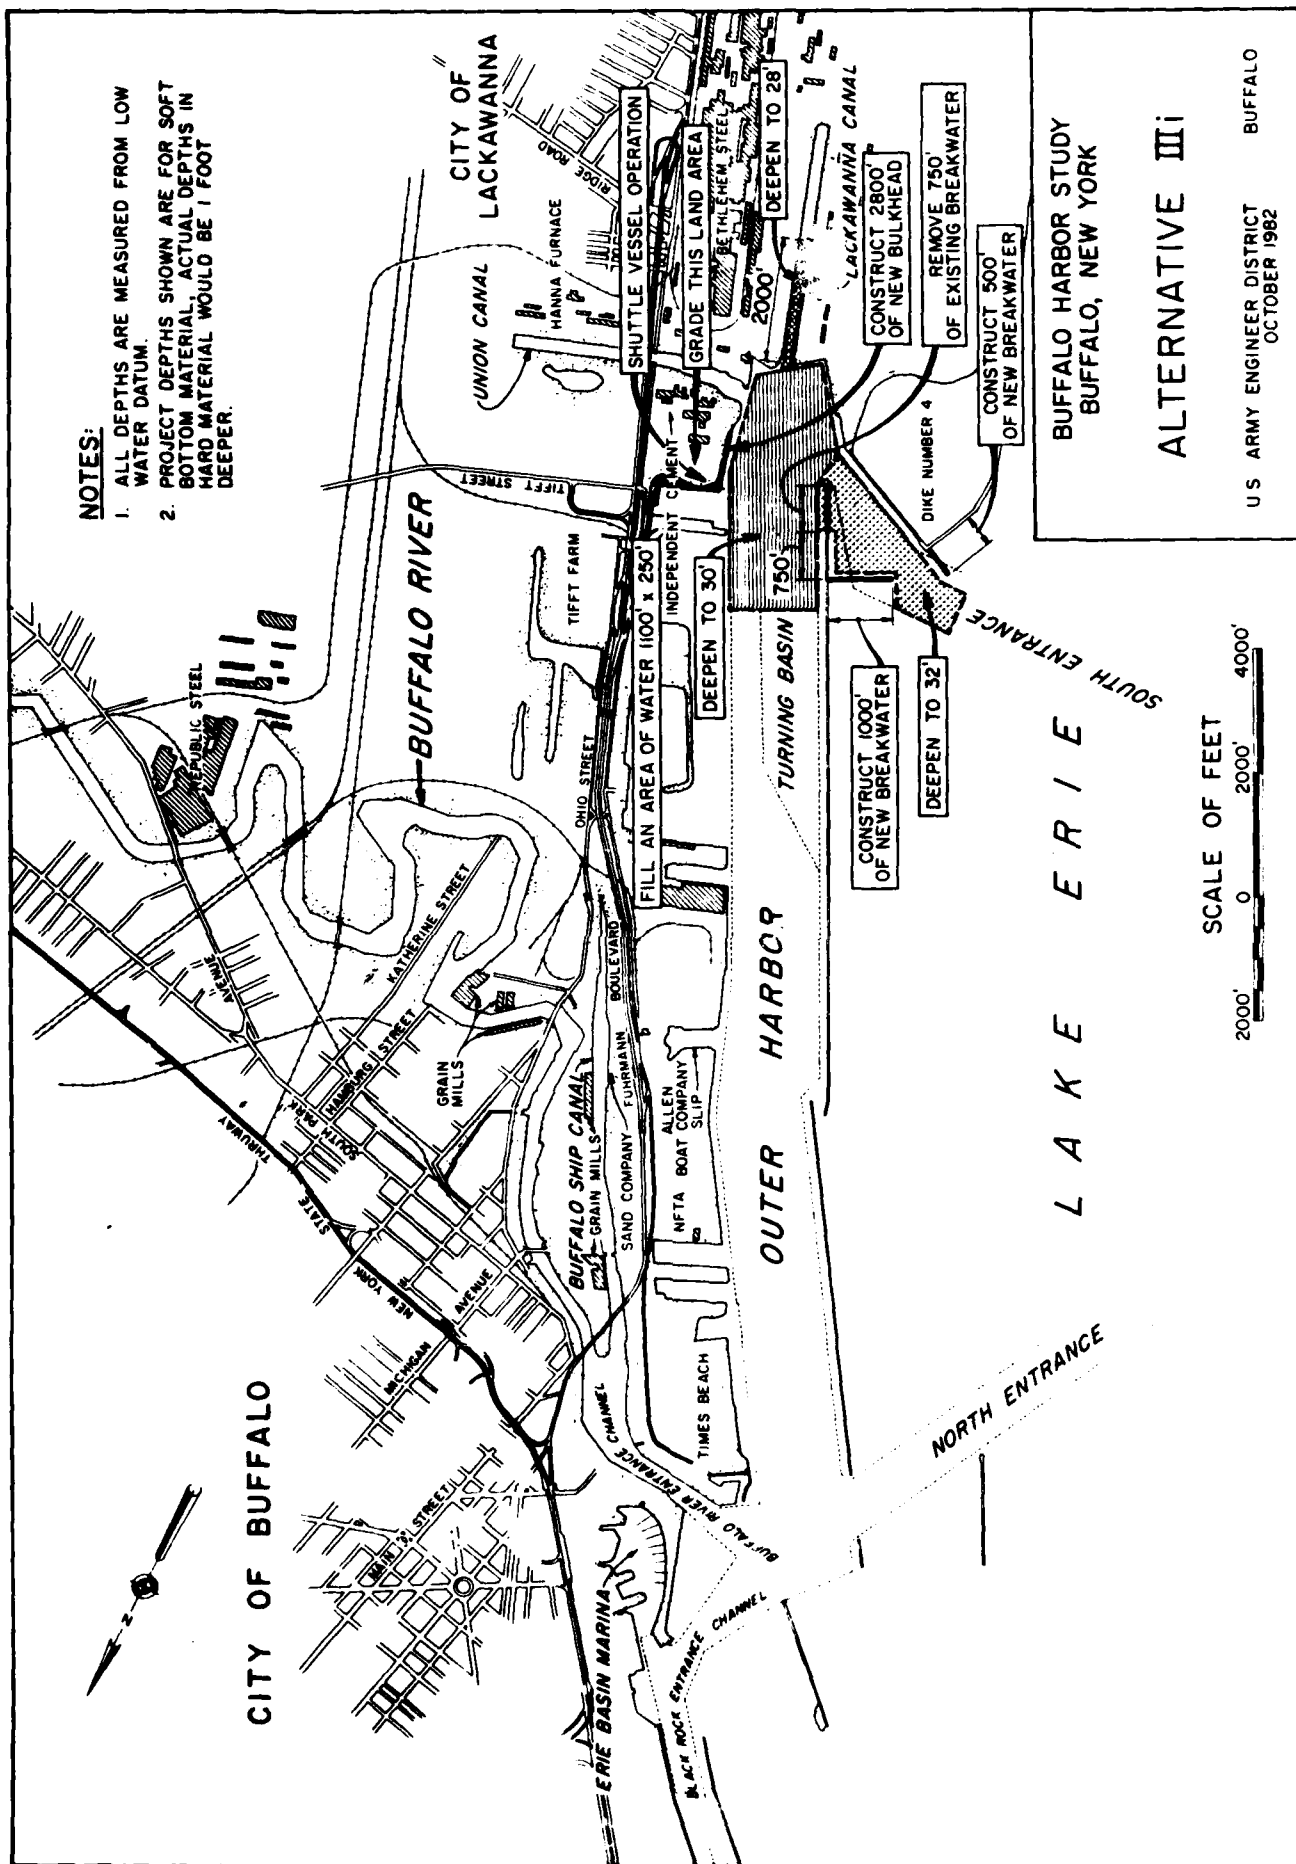 NOTES:
1. ALL DEPTHS ARE MEASURED FROM LOW
WATER DATUM.
2. PROJECT DEPTHS SHOWN ARE FOR SOFT
BOTTOM MATERIAL, ACTUAL DEPTHS IN
HARD MATERIAL WOULD BE 1 FOOT
DEEPER.
N
CITY OF BUFFALO
CITY OF
LACKAWANNA
REPUBLIC STEEL
BUFFALO RIVER
UNION CANAL
HANNA FURNACE
RIDGE ROAD
TIFFT STREET
TIFFT FARM
OHIO STREET
KATHERINE STREET
HAMBURG STREET
SOUTH PARK
AVENUE
GRAIN
MILLS
NEW YORK
STATE
THRUWAY
MICHIGAN
AVENUE
MAIN STREET
BUFFALO SHIP CANAL
GRAIN MILLS
SAND COMPANY
FUHRMANN
BOULEVARD
ALLEN
BOAT COMPANY
SLIP
NFTA
TIMES BEACH
ERIE BASIN MARINA
BUFFALO RIVER ENTRANCE CHANNEL
BLACK ROCK ENTRANCE CHANNEL
NORTH ENTRANCE
OUTER HARBOR
TURNING BASIN
SOUTH ENTRANCE
LAKE ERIE
SHUTTLE VESSEL OPERATION
GRADE THIS LAND AREA
BETHLEHEM STEEL
DEEPEN TO 28'
2000'
LACKAWANNA CANAL
INDEPENDENT CEMENT
FILL AN AREA OF WATER 1100' x 250'
DEEPEN TO 30'
750'
CONSTRUCT 2800'
OF NEW BULKHEAD
REMOVE 750'
OF EXISTING BREAKWATER
CONSTRUCT 500'
OF NEW BREAKWATER
DIKE NUMBER 4
CONSTRUCT 1000'
OF NEW BREAKWATER
DEEPEN TO 32'
SCALE OF FEET
2000' 0 2000' 4000'
BUFFALO HARBOR STUDY
BUFFALO, NEW YORK
ALTERNATIVE IIIi
US ARMY ENGINEER DISTRICT BUFFALO
OCTOBER 1982